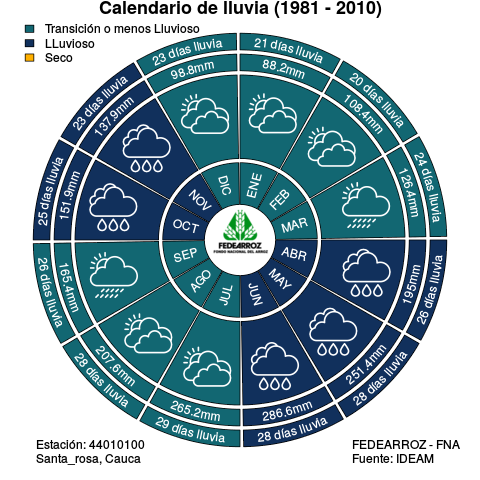 Calendario de lluvia (1981 - 2010)
Transición o menos Lluvioso
LLuvioso
Seco
21 días lluvia
88.2mm
ENE
20 días lluvia
108.4mm
FEB
24 días lluvia
126.4mm
MAR
26 días lluvia
195mm
ABR
28 días lluvia
251.4mm
MAY
28 días lluvia
286.6mm
JUN
29 días lluvia
265.2mm
JUL
28 días lluvia
207.6mm
AGO
26 días lluvia
165.4mm
SEP
25 días lluvia
151.9mm
OCT
23 días lluvia
137.9mm
NOV
23 días lluvia
98.8mm
DIC
FEDEARROZ
FONDO NACIONAL DEL ARROZ
Estación: 44010100
Santa_rosa, Cauca
FEDEARROZ - FNA
Fuente: IDEAM